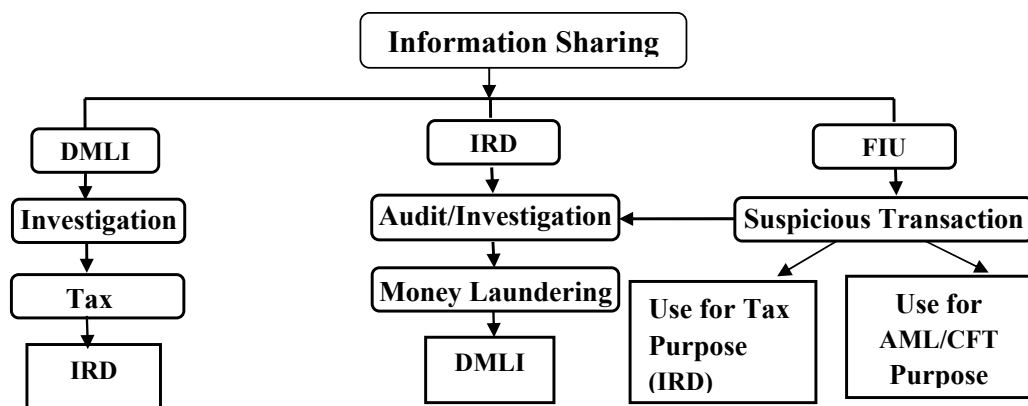 Information Sharing
DMLI
IRD
FIU
Investigation
Audit/Investigation
Suspicious Transaction
Tax
Money Laundering
Use for Tax
Purpose
(IRD)
Use for
AML/CFT
Purpose
IRD
DMLI